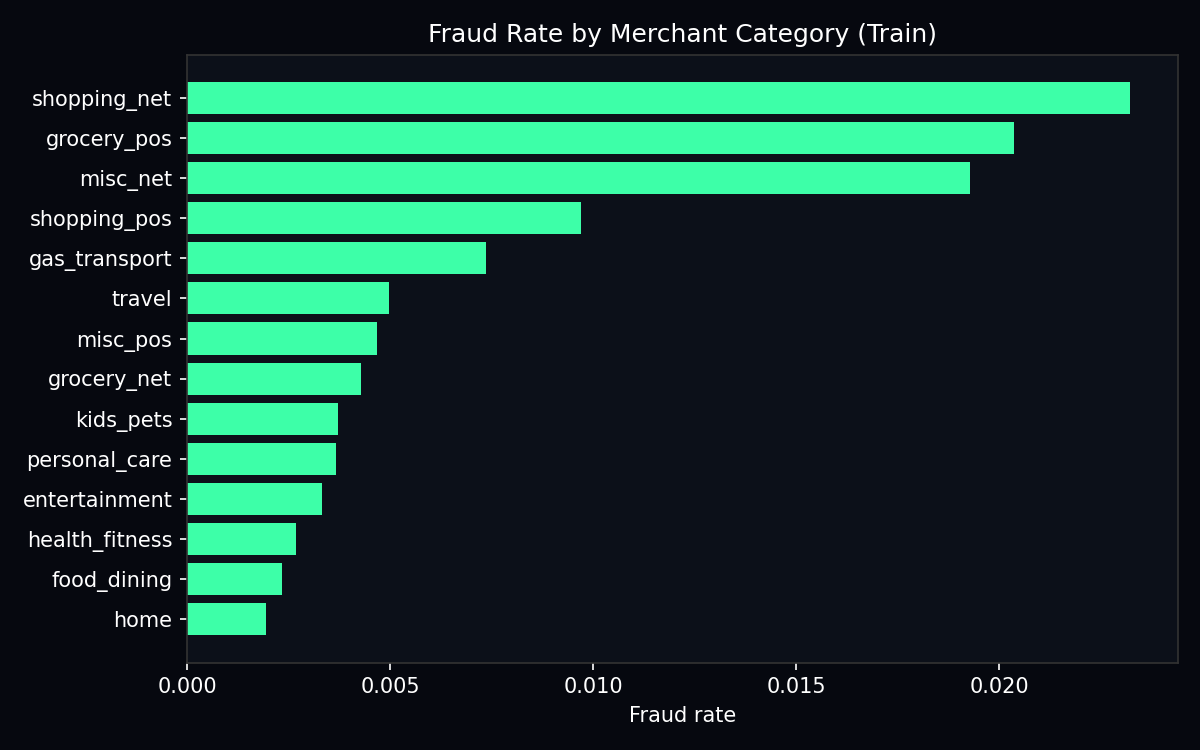 Fraud Rate by Merchant Category (Train)
shopping_net
grocery_pos
misc_net
shopping_pos
gas_transport
travel
misc_pos
grocery_net
kids_pets
personal_care
entertainment
health_fitness
food_dining
home
0.000 0.005 0.010 0.015 0.020
Fraud rate